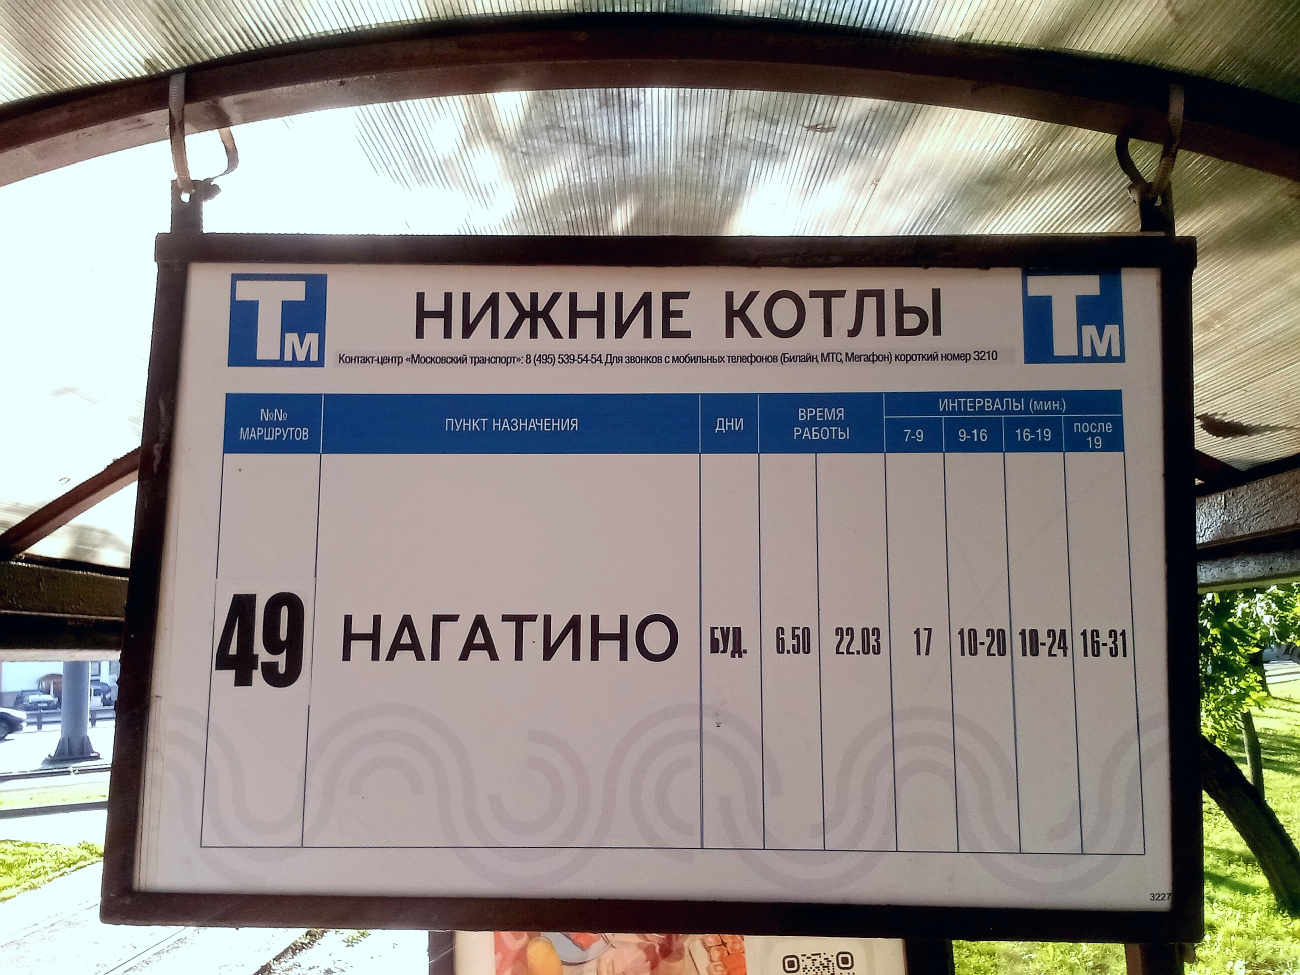 Тм НИЖНИЕ КОТЛЫ Тм
Контакт-центр «Московский транспорт»: 8 (495) 539-54-54. Для звонков с мобильных телефонов (Билайн, МТС, Мегафон) короткий номер 3210
№№ МАРШРУТОВ
ПУНКТ НАЗНАЧЕНИЯ
ДНИ
ВРЕМЯ РАБОТЫ
ИНТЕРВАЛЫ (мин.)
7-9 9-16 16-19 после 19
49 НАГАТИНО БУД. 6.50 22.03 17 10-20 10-24 16-31
3227